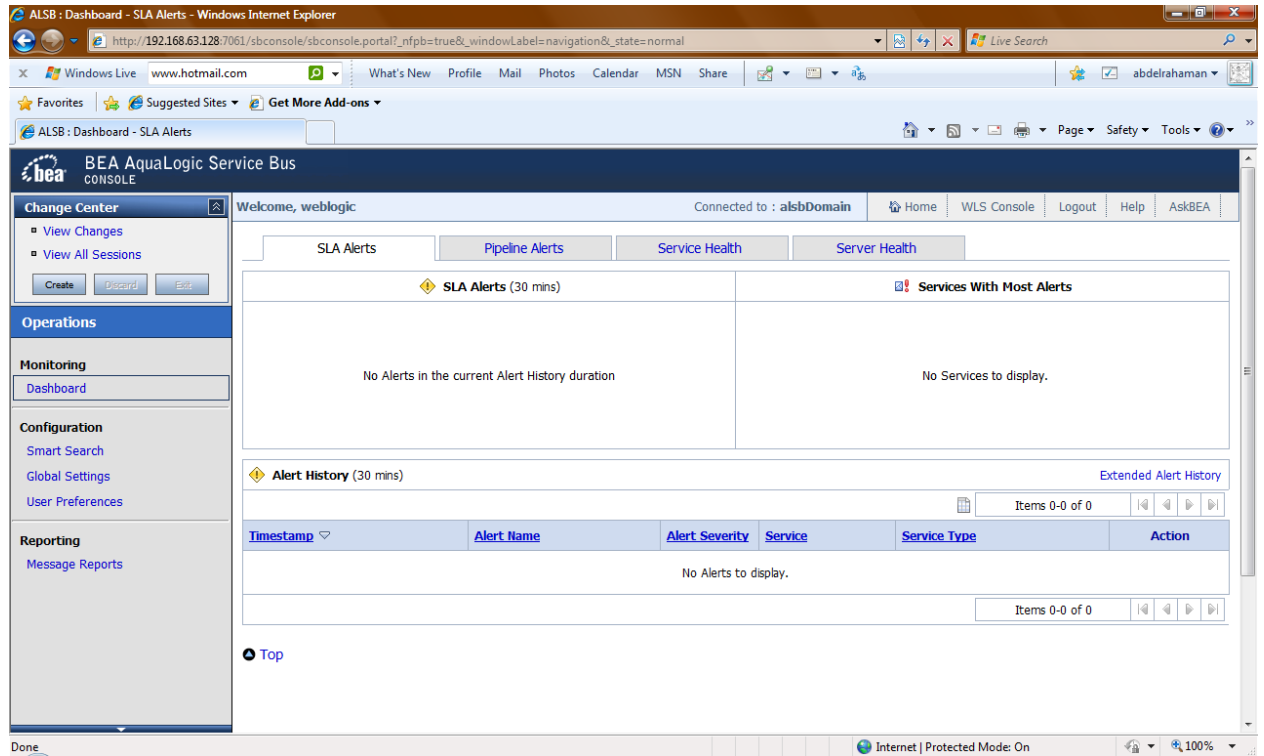 ALSB : Dashboard - SLA Alerts - Windows Internet Explorer
http://192.168.63.128:7061/sbconsole/sbconsole.portal?_nfpb=true&_windowLabel=navigation&_state=normal
Live Search
x Windows Live www.hotmail.com What's New Profile Mail Photos Calendar MSN Share abdelrahaman
Favorites Suggested Sites Get More Add-ons
ALSB : Dashboard - SLA Alerts Page Safety Tools
bea BEA AquaLogic Service Bus
CONSOLE
Change Center
View Changes
View All Sessions
Create Discard Exit
Operations
Monitoring
Dashboard
Configuration
Smart Search
Global Settings
User Preferences
Reporting
Message Reports
Welcome, weblogic Connected to : alsbDomain Home WLS Console Logout Help AskBEA
SLA Alerts Pipeline Alerts Service Health Server Health
SLA Alerts (30 mins) Services With Most Alerts
No Alerts in the current Alert History duration No Services to display.
Alert History (30 mins) Extended Alert History
Items 0-0 of 0
Timestamp Alert Name Alert Severity Service Service Type Action
No Alerts to display.
Items 0-0 of 0
Top
Done Internet | Protected Mode: On 100%